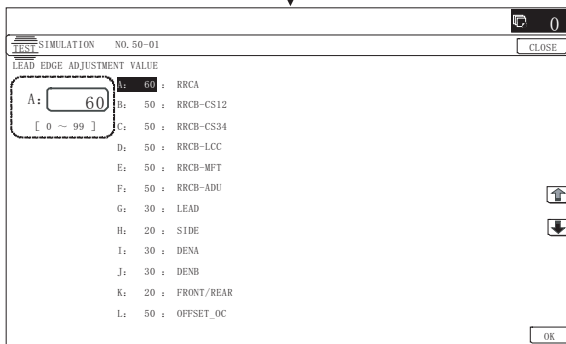 0
TEST SIMULATION NO.50-01
CLOSE
LEAD EDGE ADJUSTMENT VALUE
A: 60
[ 0 ~ 99 ]
A: 60 : RRCA
B: 50 : RRCB-CS12
C: 50 : RRCB-CS34
D: 50 : RRCB-LCC
E: 50 : RRCB-MFT
F: 50 : RRCB-ADU
G: 30 : LEAD
H: 20 : SIDE
I: 30 : DENA
J: 30 : DENB
K: 20 : FRONT/REAR
L: 50 : OFFSET_OC
OK